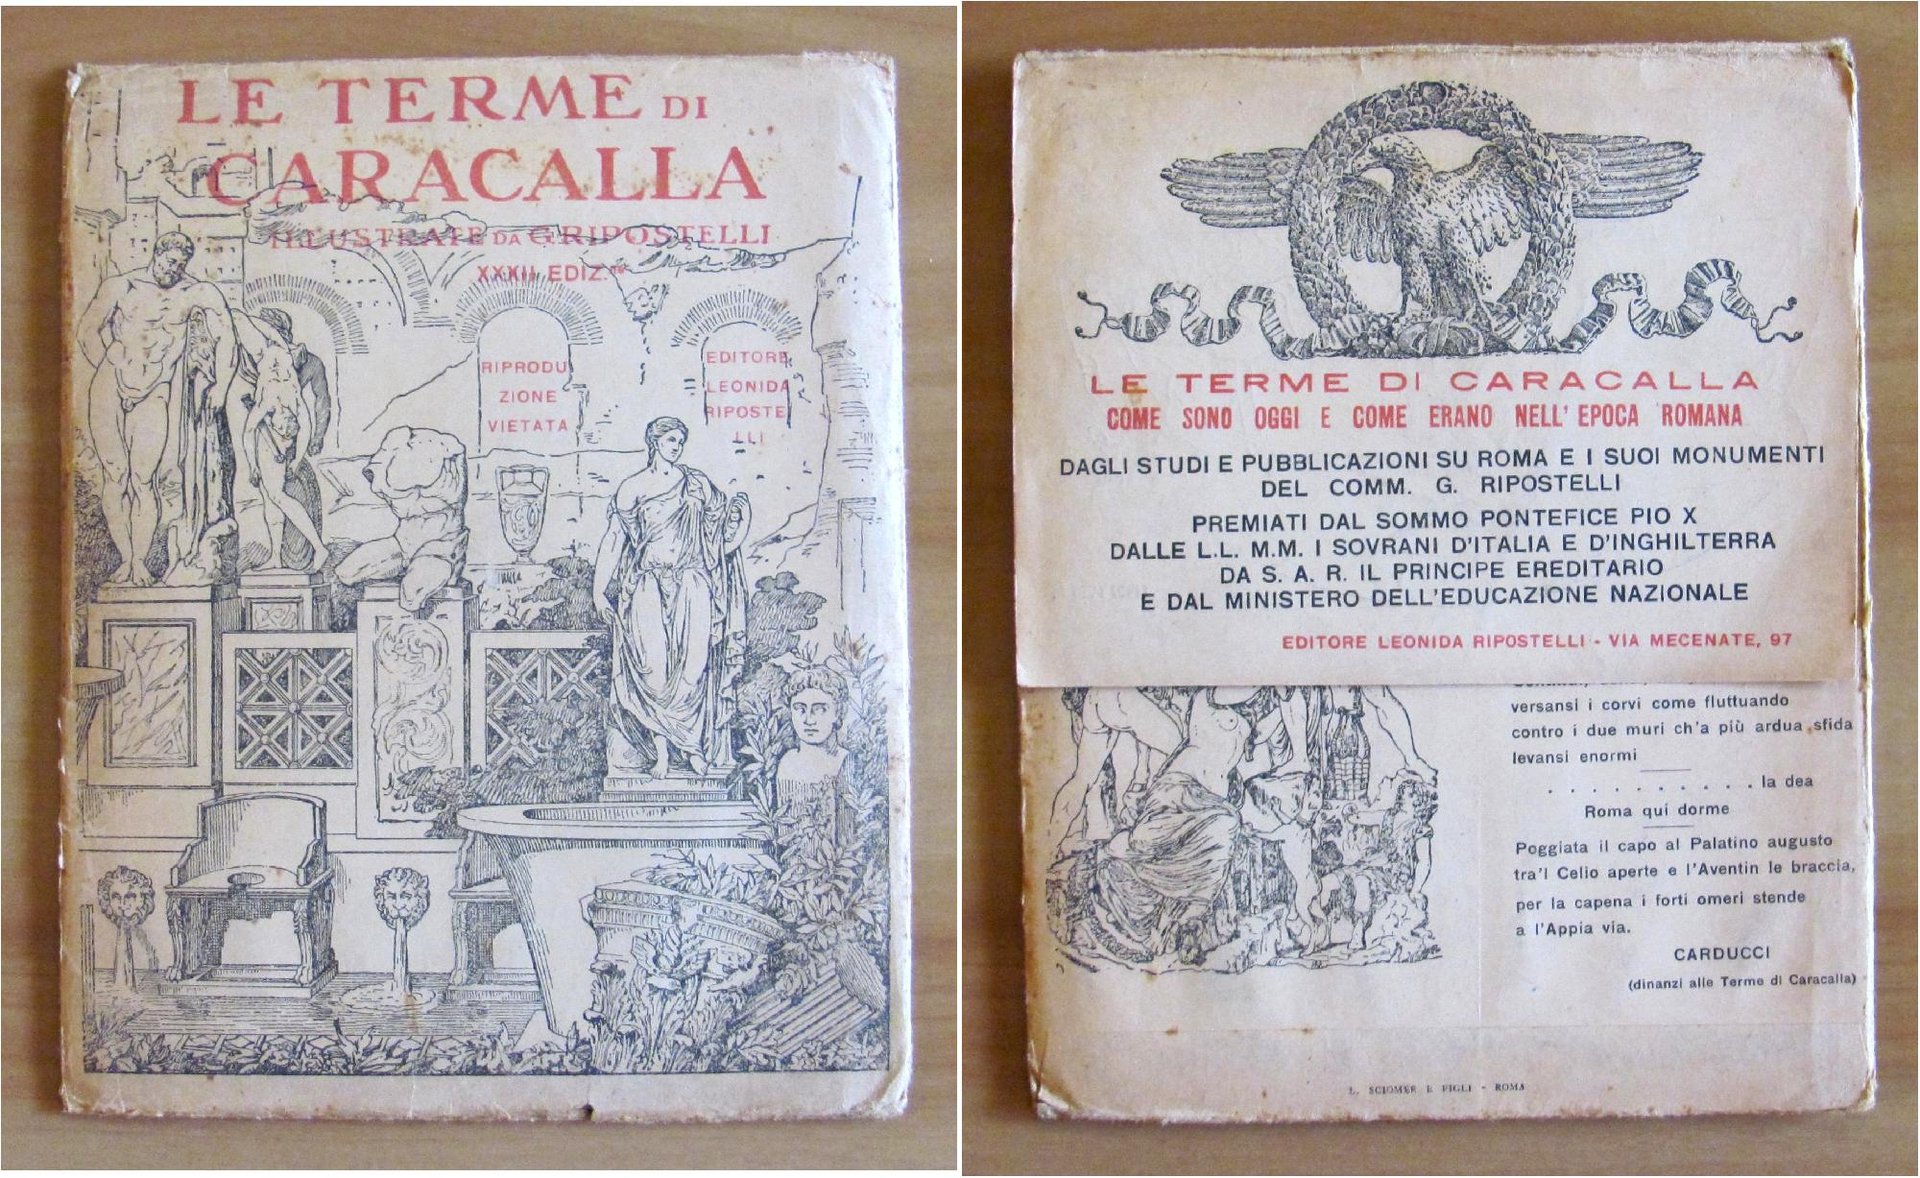 LE TERME DI
CARACALLA
ILLUSTRATE DA G. RIPOSTELLI
XXXII EDIZ.NE
RIPRODU
ZIONE
VIETATA
EDITORE
LEONIDA
RIPOSTE
LLI
LE TERME DI CARACALLA
COME SONO OGGI E COME ERANO NELL' EPOCA ROMANA
DAGLI STUDI E PUBBLICAZIONI SU ROMA E I SUOI MONUMENTI
DEL COMM. G. RIPOSTELLI
PREMIATI DAL SOMMO PONTEFICE PIO X
DALLE L.L. M.M. I SOVRANI D'ITALIA E D'INGHILTERRA
DA S. A. R. IL PRINCIPE EREDITARIO
E DAL MINISTERO DELL'EDUCAZIONE NAZIONALE
EDITORE LEONIDA RIPOSTELLI - VIA MECENATE, 97
versansi i corvi come fluttuando
contro i due muri ch'a più ardua sfida
levansi enormi
. . . . . . . . . . la dea
Roma qui dorme
Poggiata il capo al Palatino augusto
tra'l Celio aperte e l'Aventin le braccia,
per la capena i forti omeri stende
a l'Appia via.
CARDUCCI
(dinanzi alle Terme di Caracalla)
L. SCIOMER E FIGLI - ROMA